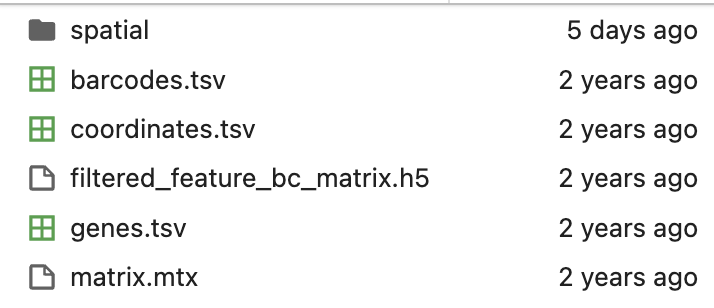 spatial 5 days ago
barcodes.tsv 2 years ago
coordinates.tsv 2 years ago
filtered_feature_bc_matrix.h5 2 years ago
genes.tsv 2 years ago
matrix.mtx 2 years ago